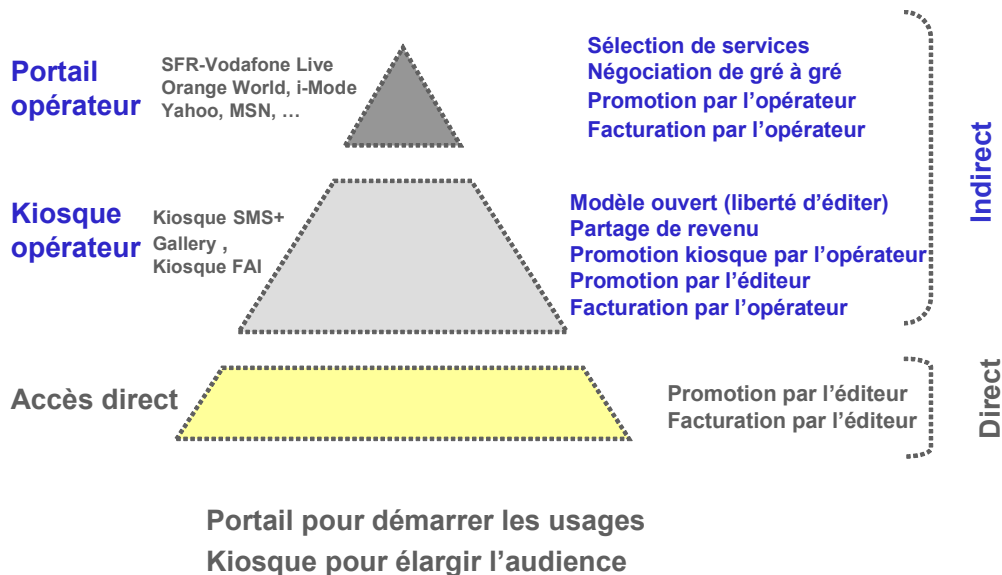 Portail
opérateur
SFR-Vodafone Live
Orange World, i-Mode
Yahoo, MSN, …
Sélection de services
Négociation de gré à gré
Promotion par l’opérateur
Facturation par l’opérateur
Indirect
Kiosque
opérateur
Kiosque SMS+
Gallery ,
Kiosque FAI
Modèle ouvert (liberté d’éditer)
Partage de revenu
Promotion kiosque par l’opérateur
Promotion par l’éditeur
Facturation par l’opérateur
Accès direct
Promotion par l’éditeur
Facturation par l’éditeur
Direct
Portail pour démarrer les usages
Kiosque pour élargir l’audience